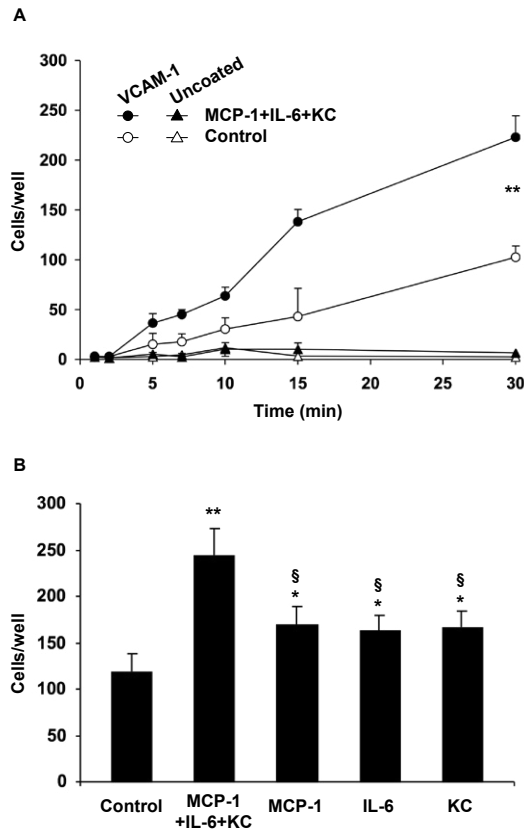 A
300
250
200
150
100
50
0
Cells/well
VCAM-1
Uncoated
MCP-1+IL-6+KC
Control
**
0
5
10
15
20
25
30
Time (min)
B
300
250
200
150
100
50
0
Cells/well
**
§
*
§
*
§
*
Control
MCP-1
+IL-6+KC
MCP-1
IL-6
KC